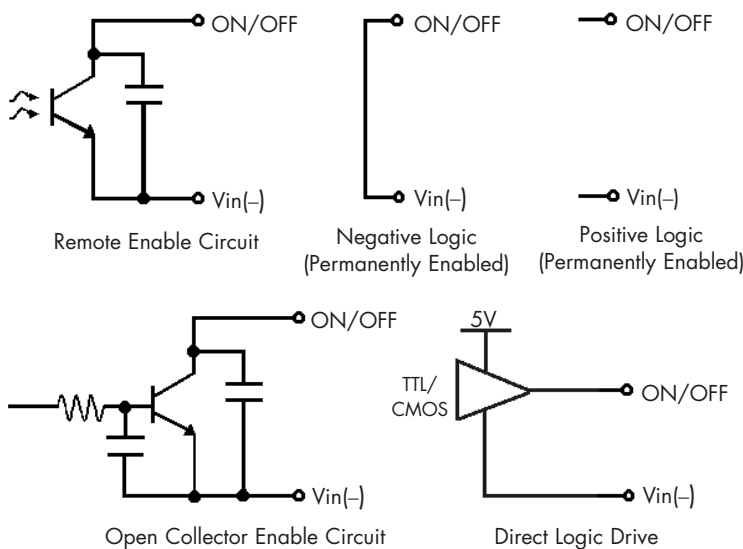 ON/OFF
Vin(–)
Remote Enable Circuit
ON/OFF
Vin(–)
Negative Logic
(Permanently Enabled)
ON/OFF
Vin(–)
Positive Logic
(Permanently Enabled)
ON/OFF
Vin(–)
Open Collector Enable Circuit
5V
TTL/
CMOS
ON/OFF
Vin(–)
Direct Logic Drive